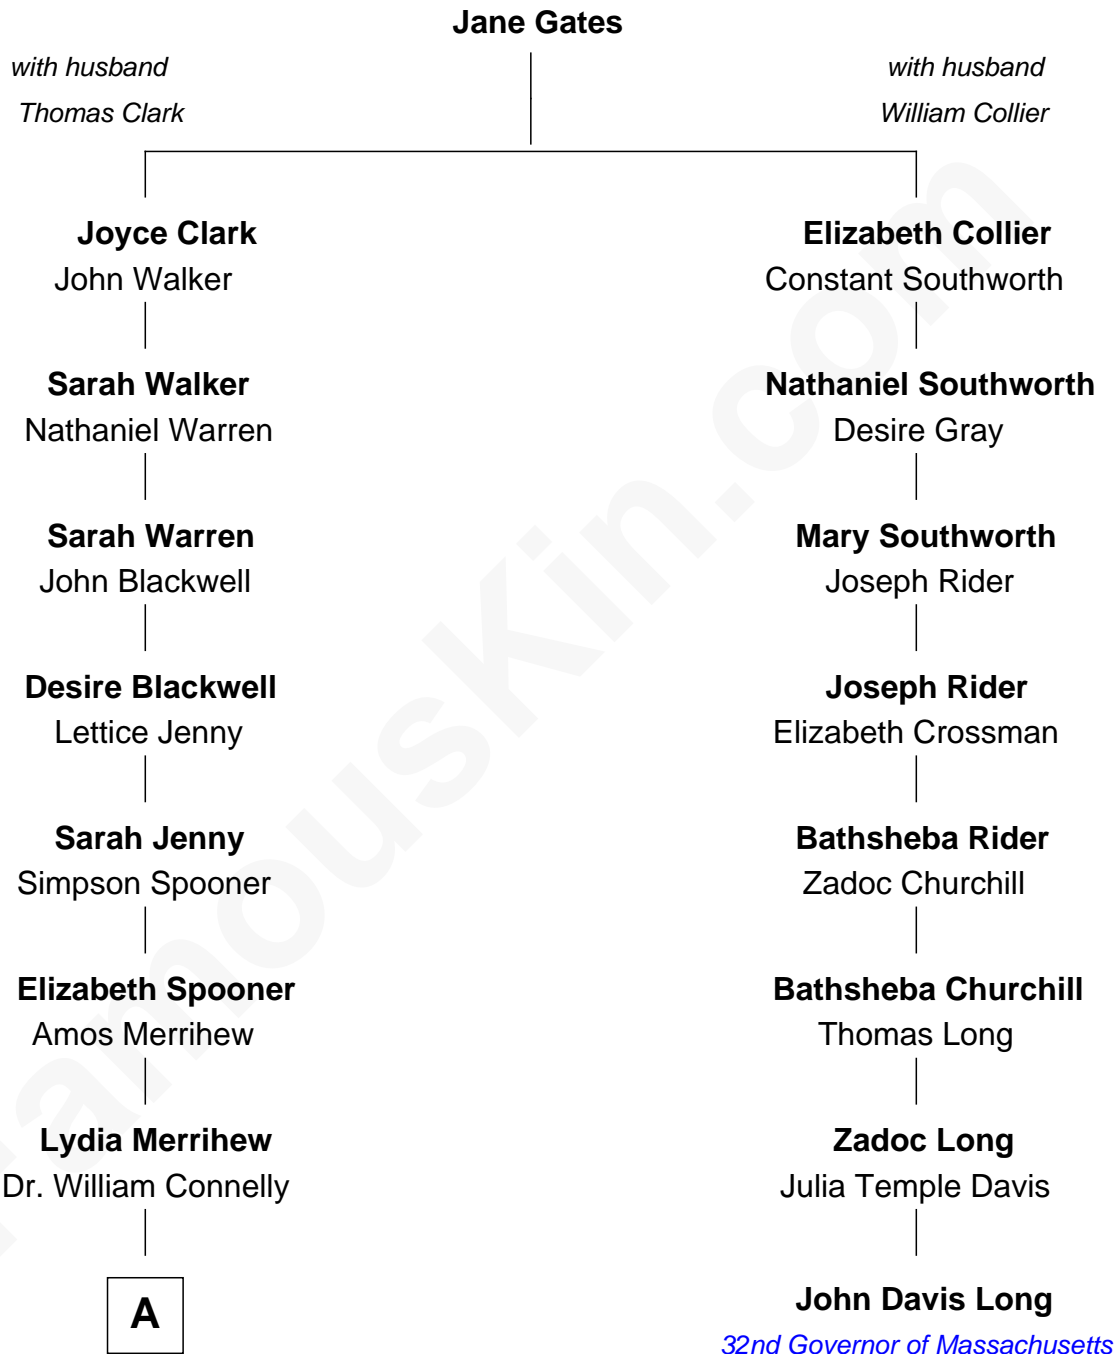 Jane Gates
with husband
Thomas Clark
with husband
William Collier
Joyce Clark
John Walker
Elizabeth Collier
Constant Southworth
Sarah Walker
Nathaniel Warren
Nathaniel Southworth
Desire Gray
Sarah Warren
John Blackwell
Mary Southworth
Joseph Rider
Desire Blackwell
Lettice Jenny
Joseph Rider
Elizabeth Crossman
Sarah Jenny
Simpson Spooner
Bathsheba Rider
Zadoc Churchill
Elizabeth Spooner
Amos Merrihew
Bathsheba Churchill
Thomas Long
Lydia Merrihew
Dr. William Connelly
Zadoc Long
Julia Temple Davis
A
John Davis Long
32nd Governor of Massachusetts
FamousKin.com